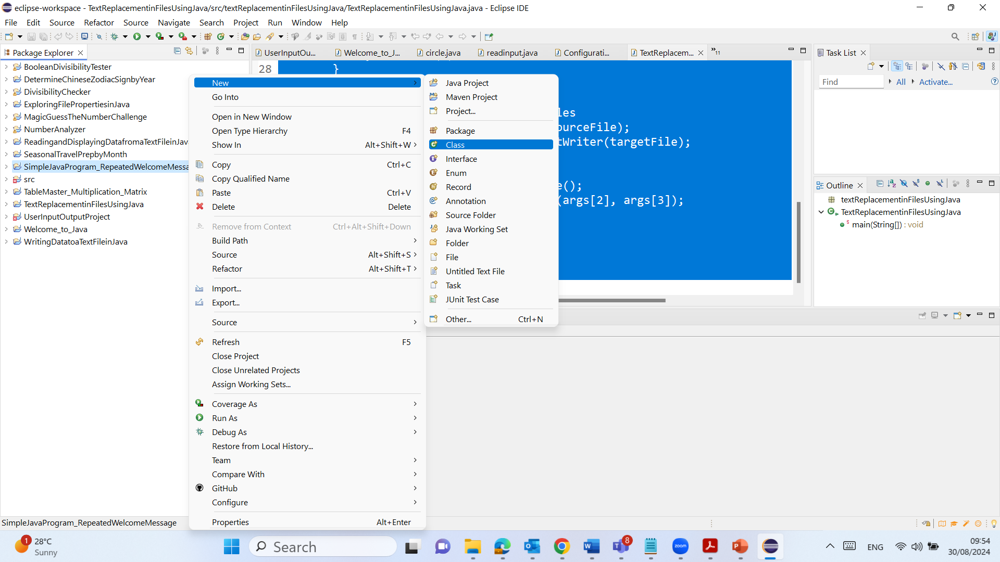 eclipse-workspace - TextReplacementinFilesUsingJava/src/textReplacementinFilesUsingJava/TextReplacementinFilesUsingJava.java - Eclipse IDE
File Edit Source Refactor Source Navigate Search Project Run Window Help
Package Explorer
BooleanDivisibilityTester
DetermineChineseZodiacSignbyYear
DivisibilityChecker
ExploringFilePropertiesinJava
MagicGuessTheNumberChallenge
NumberAnalyzer
ReadingandDisplayingDatafromaTextFileinJav
SeasonalTravelPrepbyMonth
SimpleJavaProgram_RepeatedWelcomeMessa
src
TableMaster_Multiplication_Matrix
TextReplacementinFilesUsingJava
UserInputOutputProject
Welcome_to_Java
WritingDatatoaTextFileinJava
New
Go Into
Open in New Window
Open Type Hierarchy F4
Show In Alt+Shift+W
Copy Ctrl+C
Copy Qualified Name
Paste Ctrl+V
Delete Delete
Remove from Context Ctrl+Alt+Shift+Down
Build Path
Source Alt+Shift+S
Refactor Alt+Shift+T
Import...
Export...
Source
Refresh F5
Close Project
Close Unrelated Projects
Assign Working Sets...
Coverage As
Run As
Debug As
Restore from Local History...
Team
Compare With
GitHub
Configure
Properties Alt+Enter
Java Project
Maven Project
Project...
Package
Class
Interface
Enum
Record
Annotation
Source Folder
Java Working Set
Folder
File
Untitled Text File
Task
JUnit Test Case
Other... Ctrl+N
UserInputOu... Welcome_to_J... circle.java readinput.java Configurati... TextReplacem... »11
28 }
les
ourceFile);
tWriter(targetFile);
e();
(args[2], args[3]);
Task List
Find All Activate...
Outline
textReplacementinFilesUsingJava
TextReplacementinFilesUsingJava
main(String[]) : void
SimpleJavaProgram_RepeatedWelcomeMessage
1
28°C
Sunny
Search
8
zoom
ENG
09:54
30/08/2024